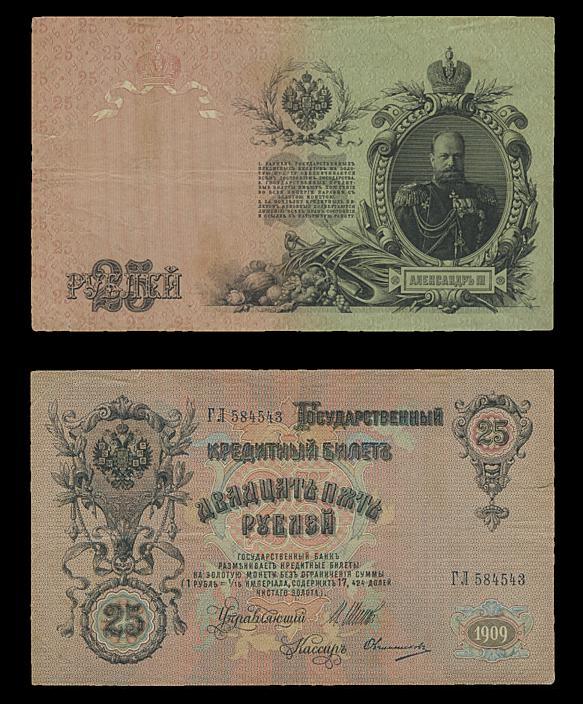 25
РУБЛЕЙ
АЛЕКСАНДРЪ III
ГЛ 584543
ГОСУДАРСТВЕННЫЙ
КРЕДИТНЫЙ БИЛЕТЪ
25
ДВАДЦАТЬ ПЯТЬ
РУБЛЕЙ
ГОСУДАРСТВЕННЫЙ БАНКЪ
РАЗМѢНИВАЕТЪ КРЕДИТНЫЕ БИЛЕТЫ
НА ЗОЛОТУЮ МОНЕТУ БЕЗЪ ОГРАНИЧЕНІЯ СУММЫ
(1 РУБЛЬ = 1/15 ИМПЕРІАЛА, СОДЕРЖИТЪ 17,424 ДОЛЕЙ
ЧИСТАГО ЗОЛОТА).
ГЛ 584543
25
Управляющій
Кассиръ
1909